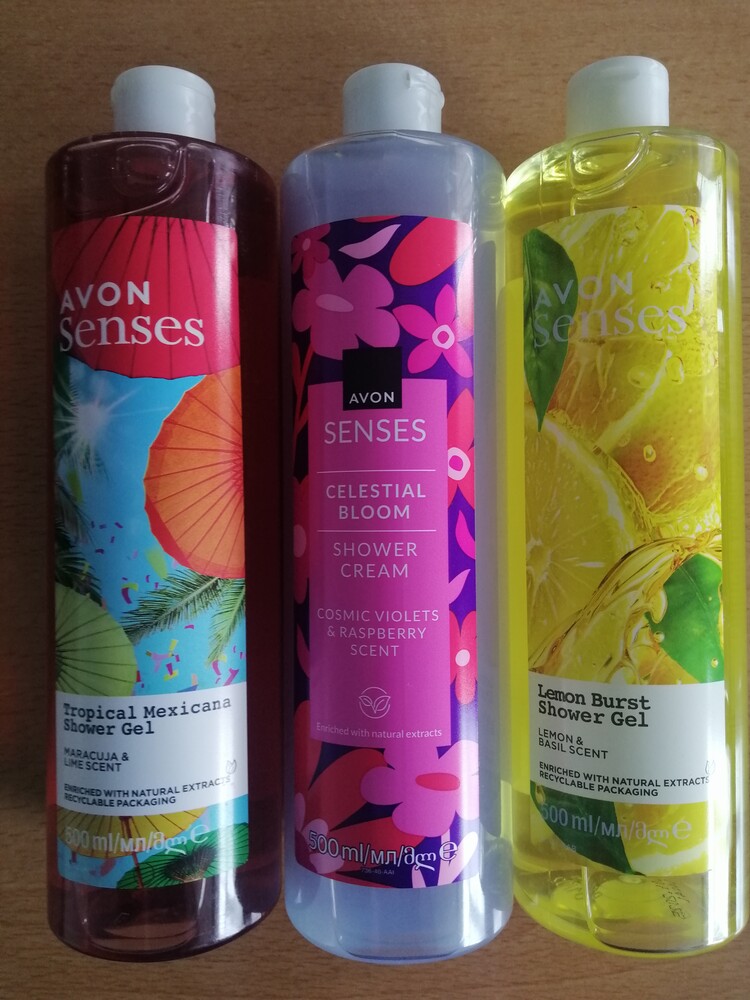 AVON
Senses
Tropical Mexicana
Shower Gel
MARACUJA &
LIME SCENT
ENRICHED WITH NATURAL EXTRACTS
RECYCLABLE PACKAGING
500 ml/мл/მლ e
AVON
SENSES
CELESTIAL
BLOOM
SHOWER
CREAM
COSMIC VIOLETS
& RASPBERRY
SCENT
Enriched with natural extracts
500 ml/мл/მლ e
AVON
Senses
Lemon Burst
Shower Gel
LEMON &
BASIL SCENT
ENRICHED WITH NATURAL EXTRACTS
RECYCLABLE PACKAGING
500 ml/мл/მლ e